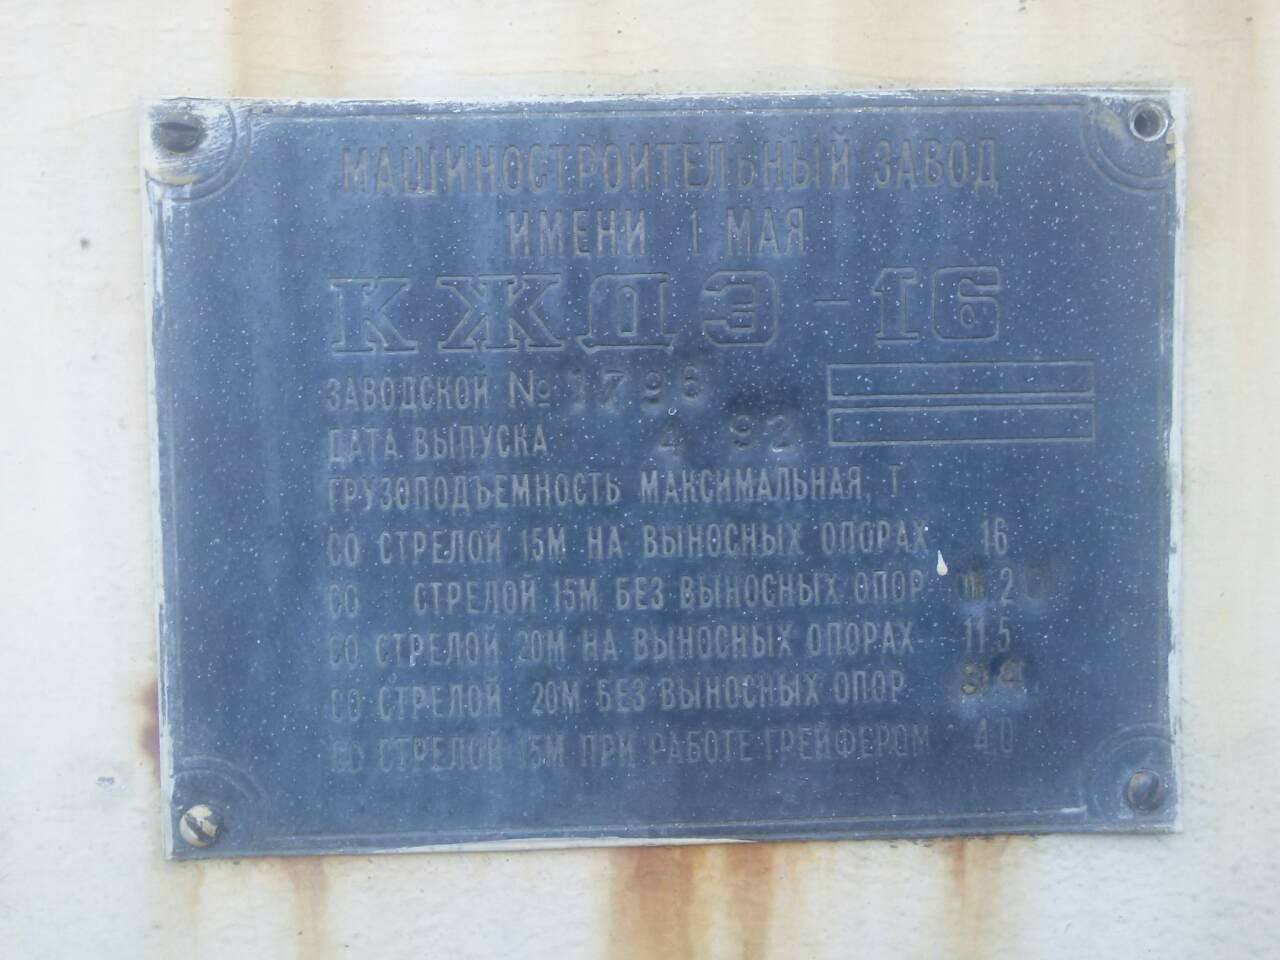 МАШИНОСТРОИТЕЛЬНЫЙ ЗАВОД
ИМЕНИ 1 МАЯ
КЖДЭ-16
ЗАВОДСКОЙ № 1796
ДАТА ВЫПУСКА 4 92
ГРУЗОПОДЪЕМНОСТЬ МАКСИМАЛЬНАЯ, Т
СО СТРЕЛОЙ 15М НА ВЫНОСНЫХ ОПОРАХ 16
СО СТРЕЛОЙ 15М БЕЗ ВЫНОСНЫХ ОПОР
СО СТРЕЛОЙ 20М НА ВЫНОСНЫХ ОПОРАХ 11.5
СО СТРЕЛОЙ 20М БЕЗ ВЫНОСНЫХ ОПОР
СО СТРЕЛОЙ 15М ПРИ РАБОТЕ ГРЕЙФЕРОМ 4.0